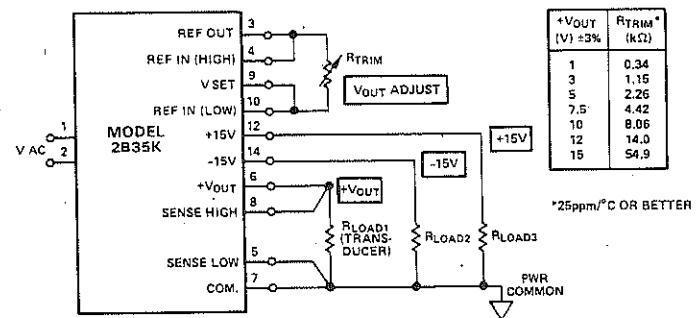 REF OUT
3
REF IN (HIGH)
4
V SET
9
REF IN (LOW)
10
MODEL
2B35K
+15V
12
-15V
14
+VOUT
6
SENSE HIGH
8
SENSE LOW
5
COM.
7
V AC
1
2
RTRIM
VOUT ADJUST
+15V
-15V
+VOUT
RLOAD1
(TRANS-
DUCER)
RLOAD2
RLOAD3
PWR
COMMON
+VOUT RTRIM*
(V) ±3% (kΩ)
1 0.34
3 1.15
5 2.26
7.5 4.42
10 8.06
12 14.0
15 54.9
*25ppm/°C OR BETTER